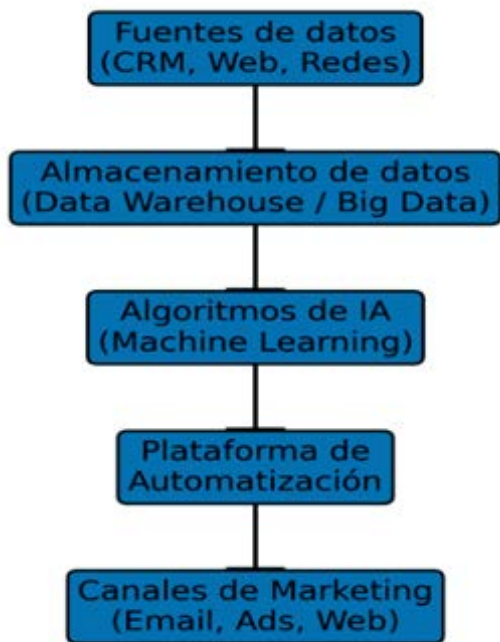 Fuentes de datos
(CRM, Web, Redes)
Almacenamiento de datos
(Data Warehouse / Big Data)
Algoritmos de IA
(Machine Learning)
Plataforma de
Automatización
Canales de Marketing
(Email, Ads, Web)